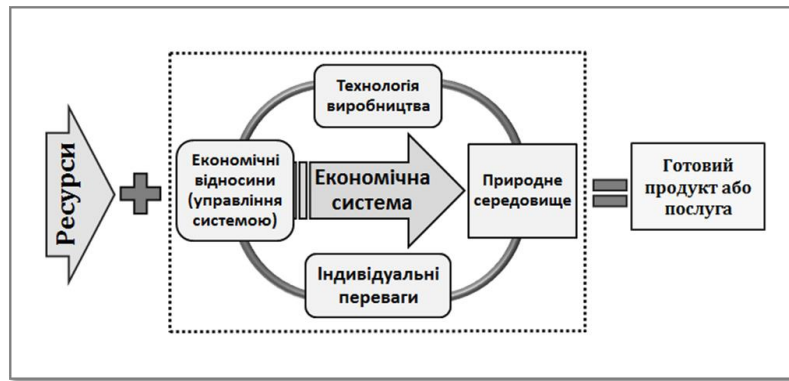 Ресурси
Технологія
виробництва
Економічні
відносини
(управління
системою)
Економічна
система
Природне
середовище
Індивідуальні
переваги
Готовий
продукт або
послуга